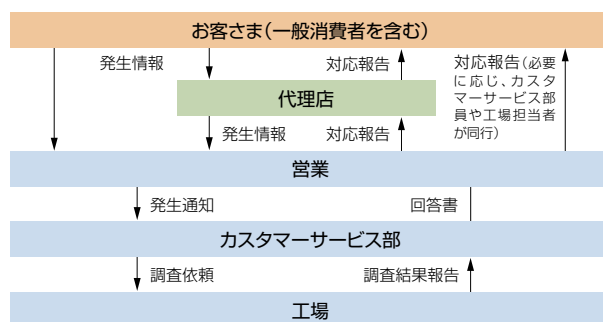 お客さま(一般消費者を含む)
発生情報
対応報告
対応報告(必要
に応じ、カスタ
マーサービス部
員や工場担当者
が同行)
代理店
発生情報
対応報告
営業
発生通知
回答書
カスタマーサービス部
調査依頼
調査結果報告
工場